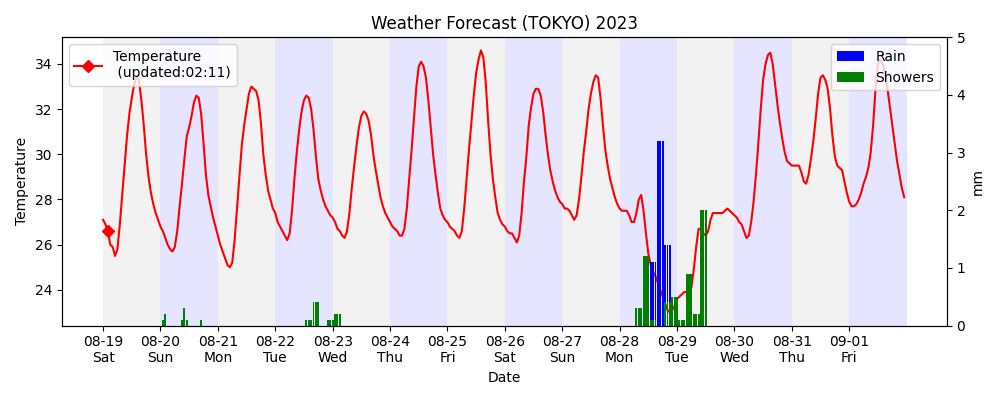 Weather Forecast (TOKYO) 2023
Temperature
(updated:02:11)
Rain
Showers
34
32
30
28
26
24
Temperature
5
4
3
2
1
0
mm
08-19 08-20 08-21 08-22 08-23 08-24 08-25 08-26 08-27 08-28 08-29 08-30 08-31 09-01
Sat Sun Mon Tue Wed Thu Fri Sat Sun Mon Tue Wed Thu Fri
Date